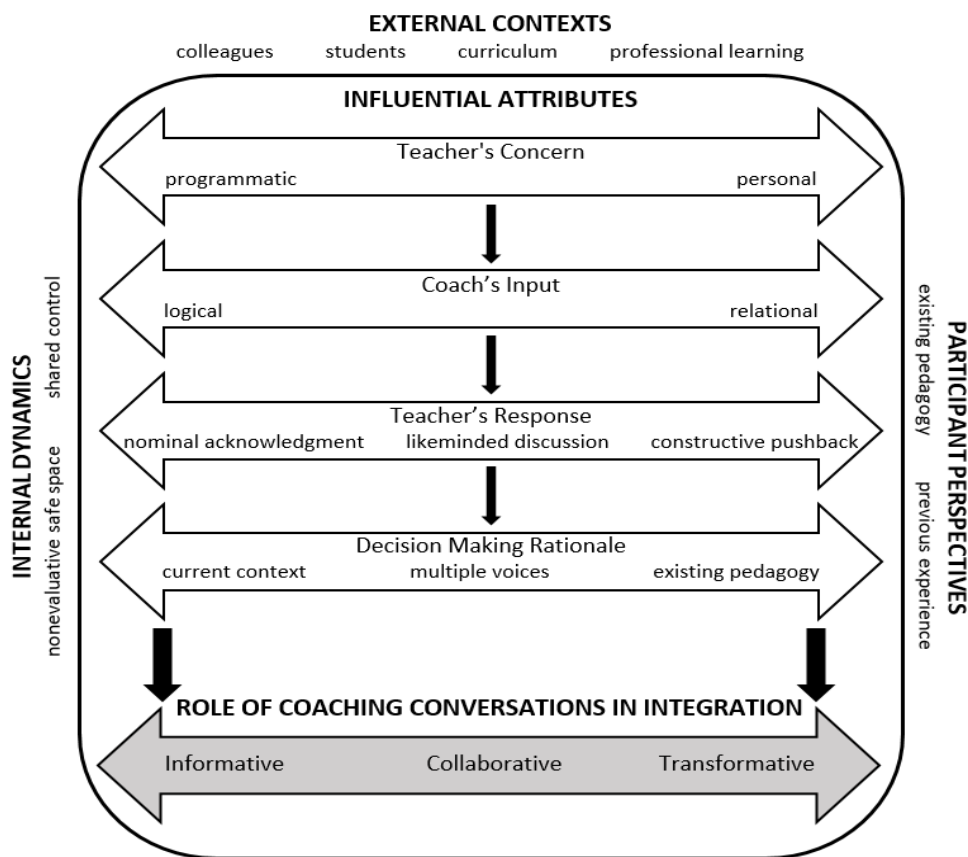 EXTERNAL CONTEXTS
colleagues students curriculum professional learning
INFLUENTIAL ATTRIBUTES
Teacher's Concern
programmatic personal
Coach’s Input
logical relational
Teacher’s Response
nominal acknowledgment likeminded discussion constructive pushback
Decision Making Rationale
current context multiple voices existing pedagogy
ROLE OF COACHING CONVERSATIONS IN INTEGRATION
Informative Collaborative Transformative
INTERNAL DYNAMICS
nonevaluative safe space shared control
PARTICIPANT PERSPECTIVES
existing pedagogy previous experience